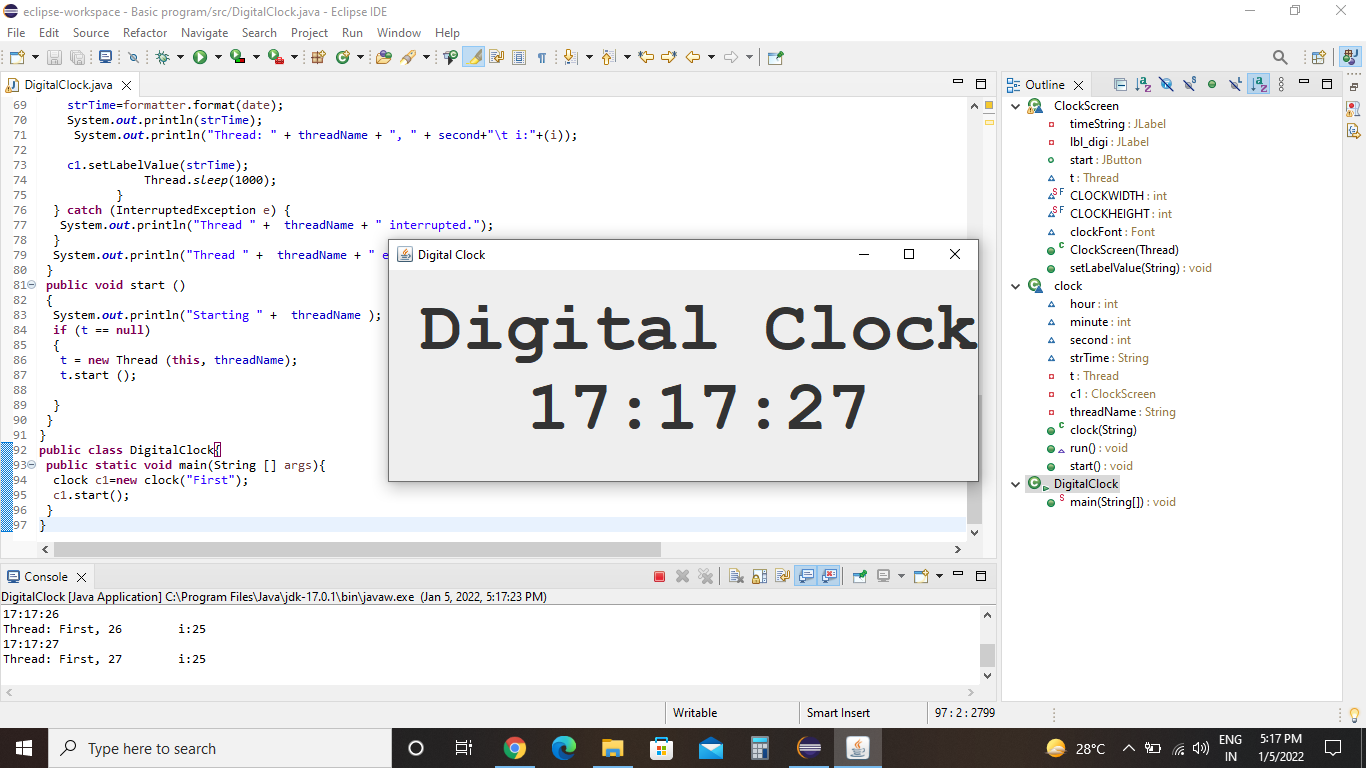 eclipse-workspace - Basic program/src/DigitalClock.java - Eclipse IDE
File Edit Source Refactor Navigate Search Project Run Window Help
DigitalClock.java
69 strTime=formatter.format(date);
70 System.out.println(strTime);
71 System.out.println("Thread: " + threadName + ", " + second+"\t i:"+(i));
72
73 c1.setLabelValue(strTime);
74 Thread.sleep(1000);
75 }
76 } catch (InterruptedException e) {
77 System.out.println("Thread " + threadName + " interrupted.");
78 }
79 System.out.println("Thread " + threadName + " e
80 }
81 public void start ()
82 {
83 System.out.println("Starting " + threadName );
84 if (t == null)
85 {
86 t = new Thread (this, threadName);
87 t.start ();
88
89 }
90 }
91 }
92 public class DigitalClock{
93 public static void main(String [] args){
94 clock c1=new clock("First");
95 c1.start();
96 }
97 }
Digital Clock
Digital Clock
17:17:27
Outline
ClockScreen
timeString : JLabel
lbl_digi : JLabel
start : JButton
t : Thread
CLOCKWIDTH : int
CLOCKHEIGHT : int
clockFont : Font
ClockScreen(Thread)
setLabelValue(String) : void
clock
hour : int
minute : int
second : int
strTime : String
t : Thread
c1 : ClockScreen
threadName : String
clock(String)
run() : void
start() : void
DigitalClock
main(String[]) : void
Console
DigitalClock [Java Application] C:\Program Files\Java\jdk-17.0.1\bin\javaw.exe (Jan 5, 2022, 5:17:23 PM)
17:17:26
Thread: First, 26 i:25
17:17:27
Thread: First, 27 i:25
Writable Smart Insert 97 : 2 : 2799
Type here to search
28°C
ENG
IN
5:17 PM
1/5/2022